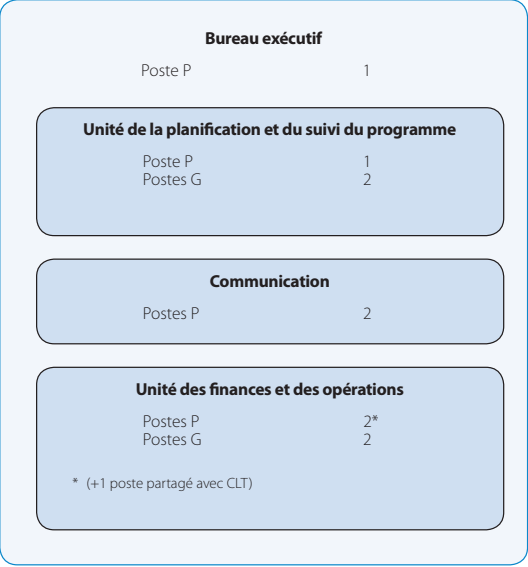 Bureau exécutif
Poste P 1
Unité de la planification et du suivi du programme
Poste P 1
Postes G 2
Communication
Postes P 2
Unité des finances et des opérations
Postes P 2*
Postes G 2
* (+1 poste partagé avec CLT)